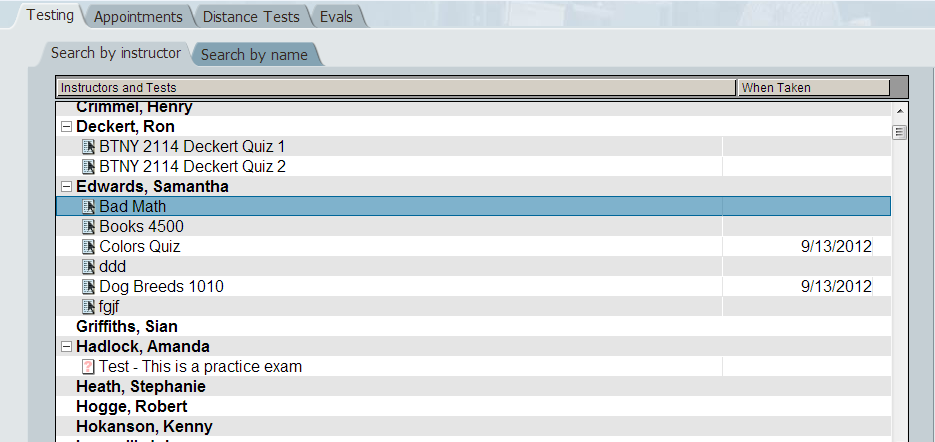 Testing Appointments Distance Tests Evals
Search by instructor Search by name
Instructors and Tests When Taken
Crimmel, Henry
Deckert, Ron
BTNY 2114 Deckert Quiz 1
BTNY 2114 Deckert Quiz 2
Edwards, Samantha
Bad Math
Books 4500
Colors Quiz 9/13/2012
ddd
Dog Breeds 1010 9/13/2012
fgjf
Griffiths, Sian
Hadlock, Amanda
? Test - This is a practice exam
Heath, Stephanie
Hogge, Robert
Hokanson, Kenny